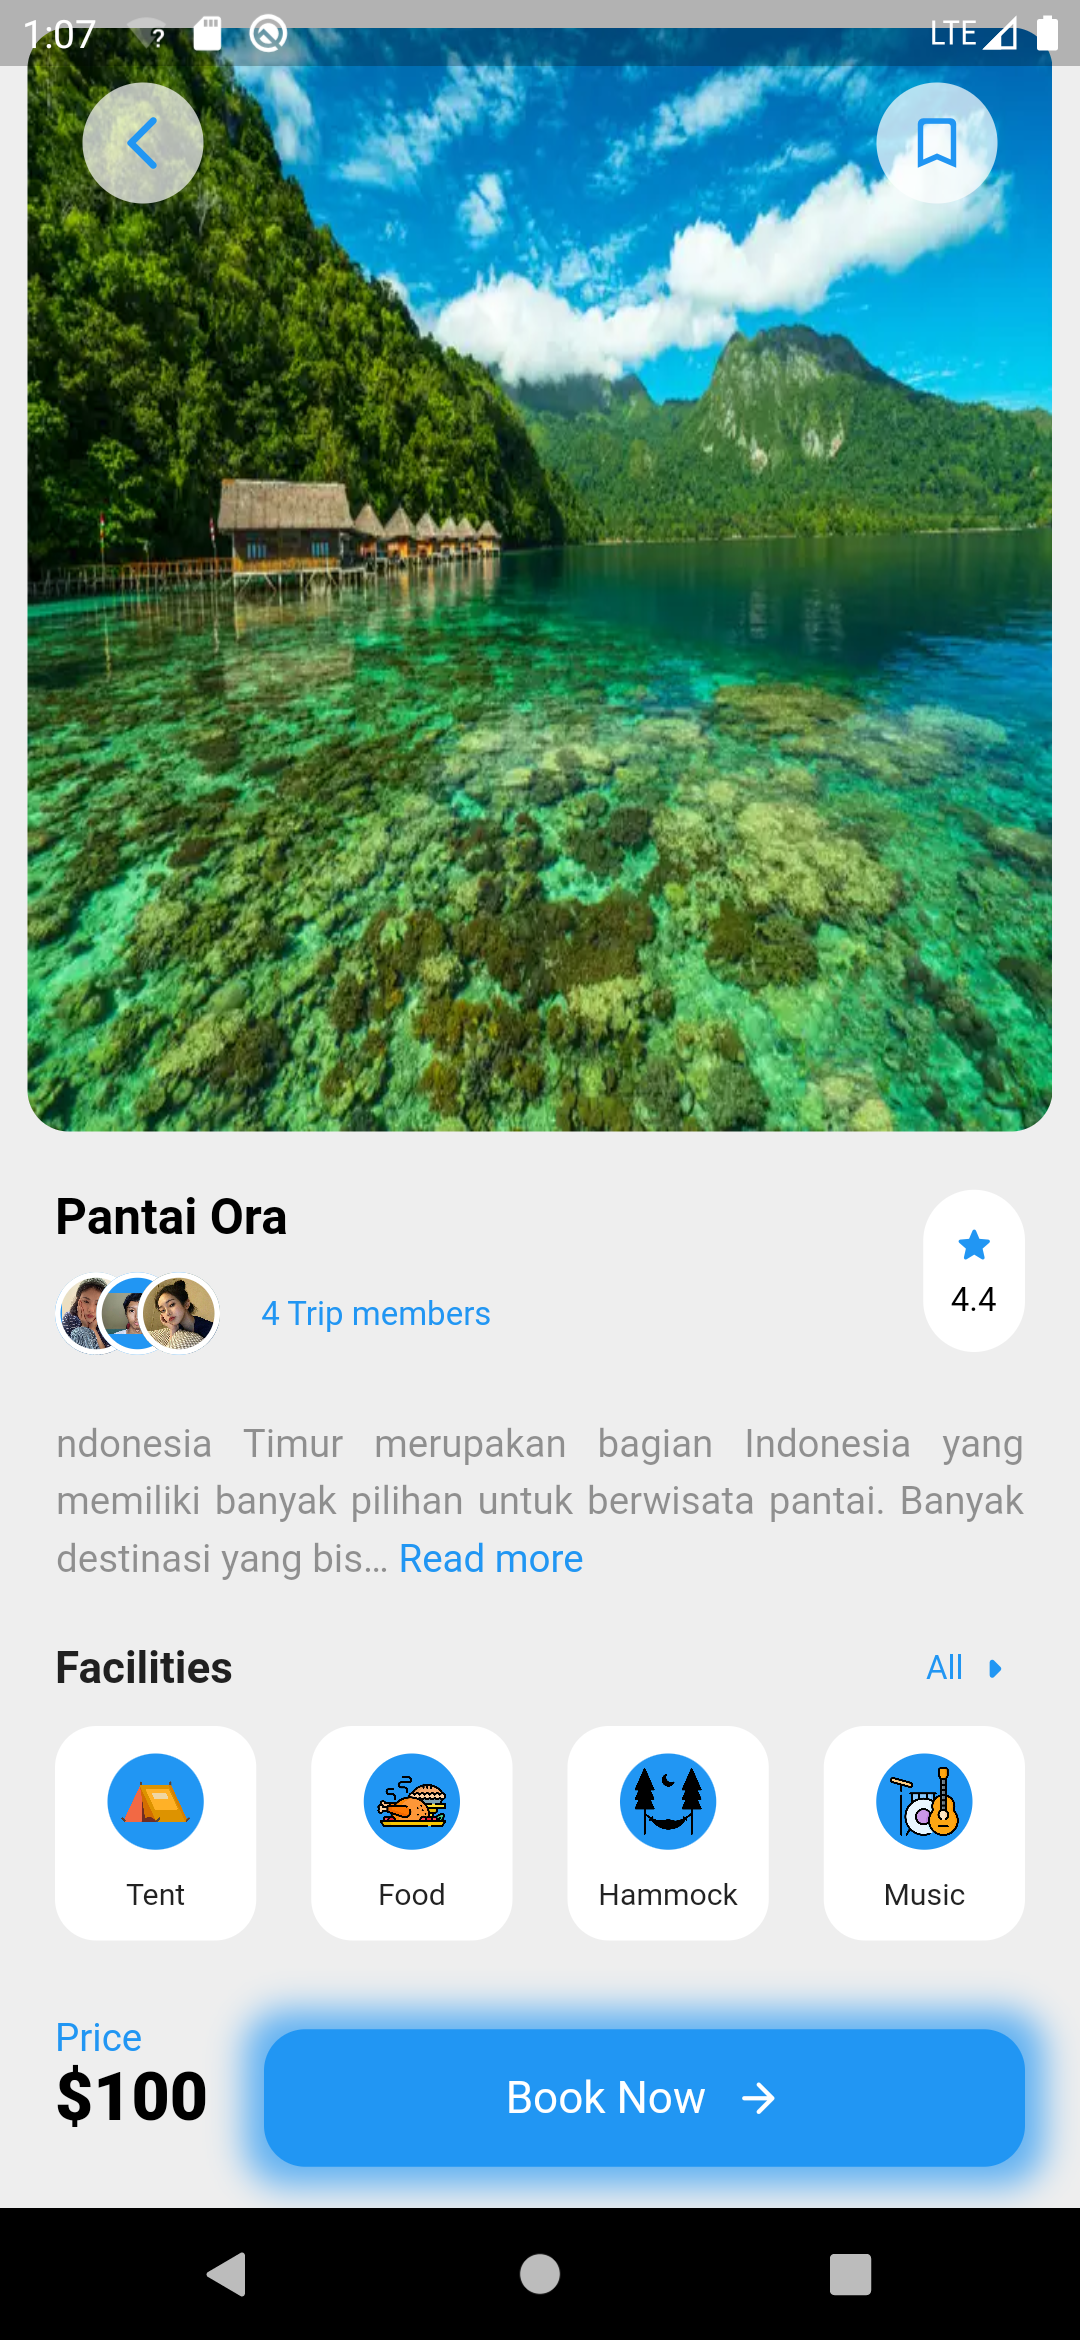 1:07
LTE
Pantai Ora
4 Trip members
4.4
ndonesia Timur merupakan bagian Indonesia yang
memiliki banyak pilihan untuk berwisata pantai. Banyak
destinasi yang bis... Read more
Facilities
All
Tent
Food
Hammock
Music
Price
$100
Book Now